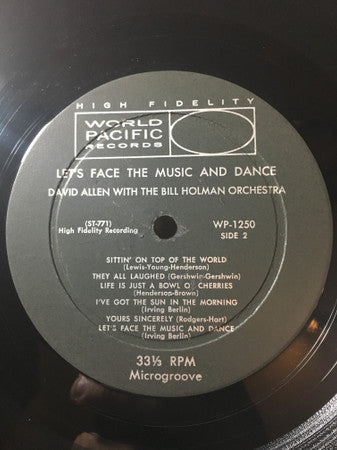 HIGH FIDELITY
WORLD
PACIFIC
RECORDS
LET'S FACE THE MUSIC AND DANCE
DAVID ALLEN WITH THE BILL HOLMAN ORCHESTRA
(ST-771) WP-1250
High Fidelity Recording SIDE 2
SITTIN' ON TOP OF THE WORLD
(Lewis-Young-Henderson)
THEY ALL LAUGHED (Gershwin-Gershwin)
LIFE IS JUST A BOWL OF CHERRIES
(Henderson-Brown)
I'VE GOT THE SUN IN THE MORNING
(Irving Berlin)
YOURS SINCERELY (Rodgers-Hart)
LET'S FACE THE MUSIC AND DANCE
(Irving Berlin)
33⅓ RPM
Microgroove